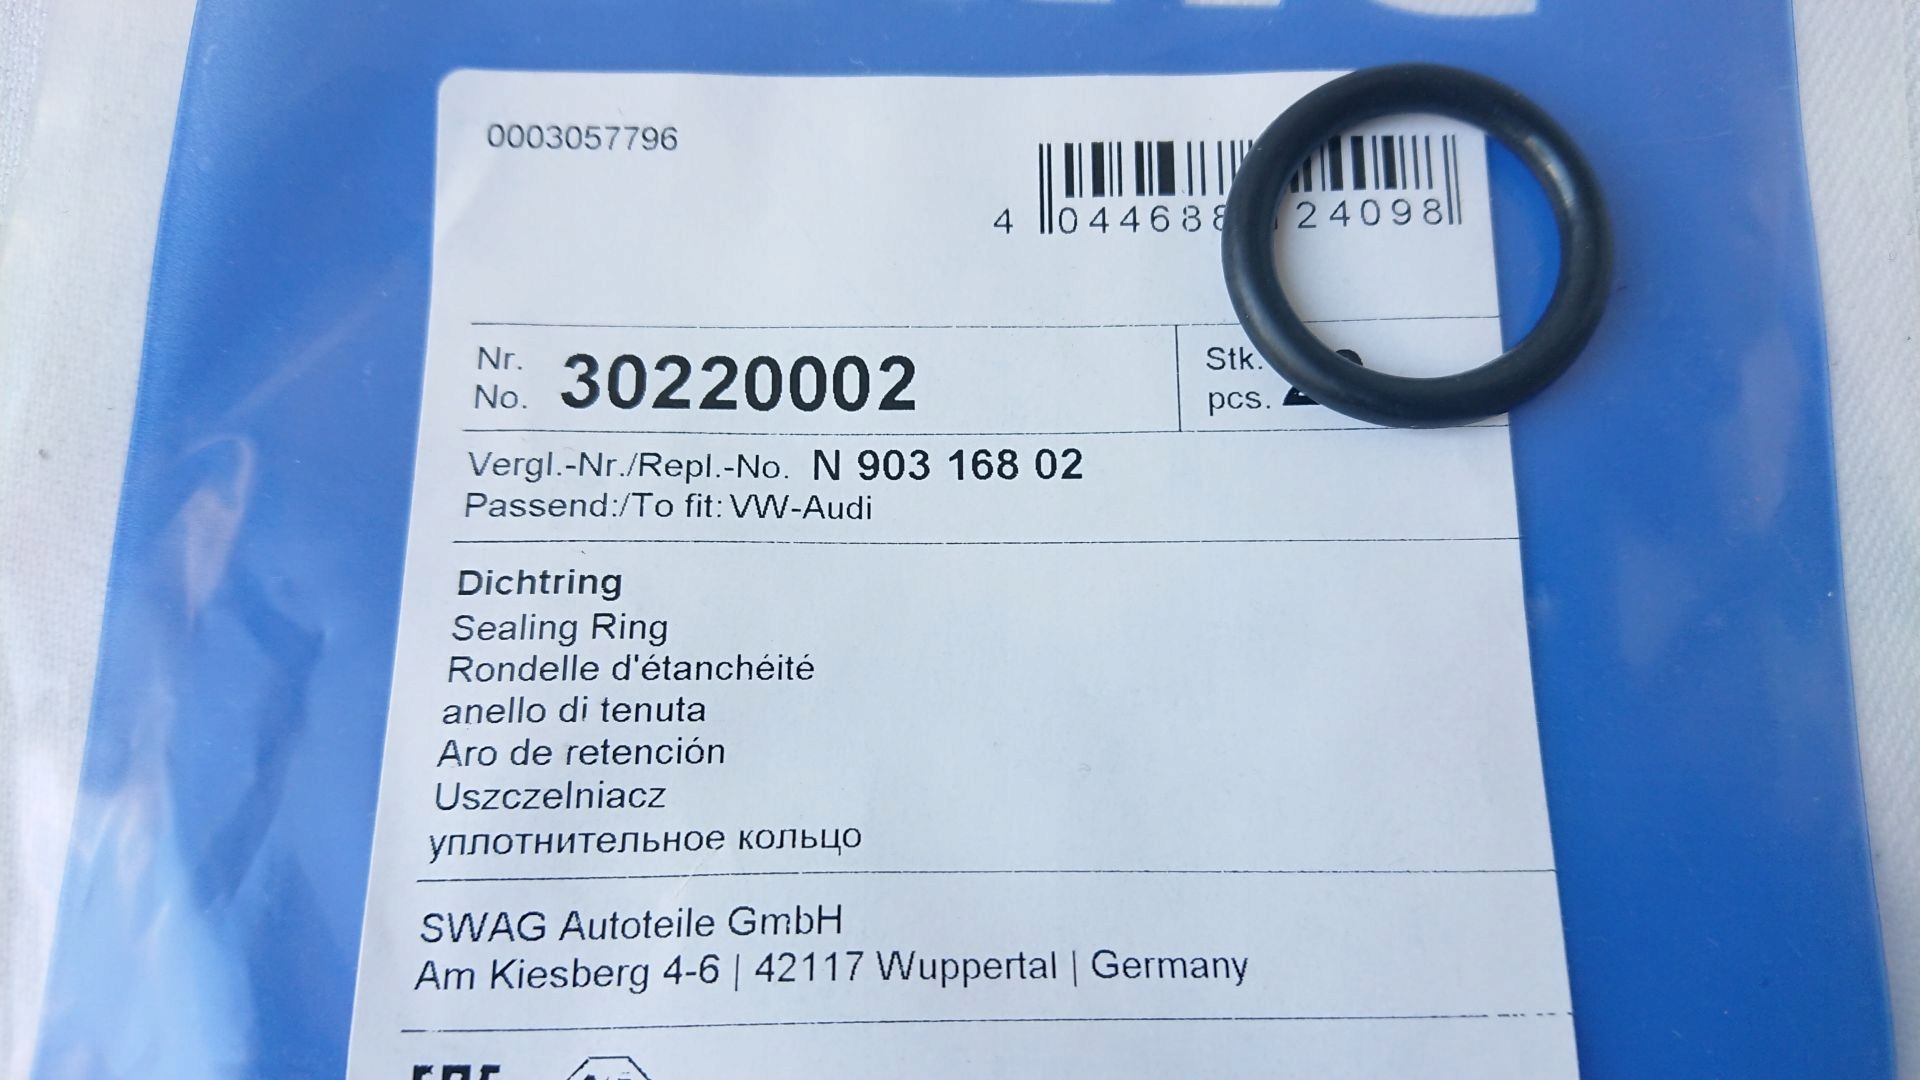 0003057796
4 044688 24098
Nr.
No. 30220002
Stk.
pcs.
Vergl.-Nr./Repl.-No. N 903 168 02
Passend:/To fit: VW-Audi
Dichtring
Sealing Ring
Rondelle d'étanchéité
anello di tenuta
Aro de retención
Uszczelniacz
уплотнительное кольцо
SWAG Autoteile GmbH
Am Kiesberg 4-6 | 42117 Wuppertal | Germany